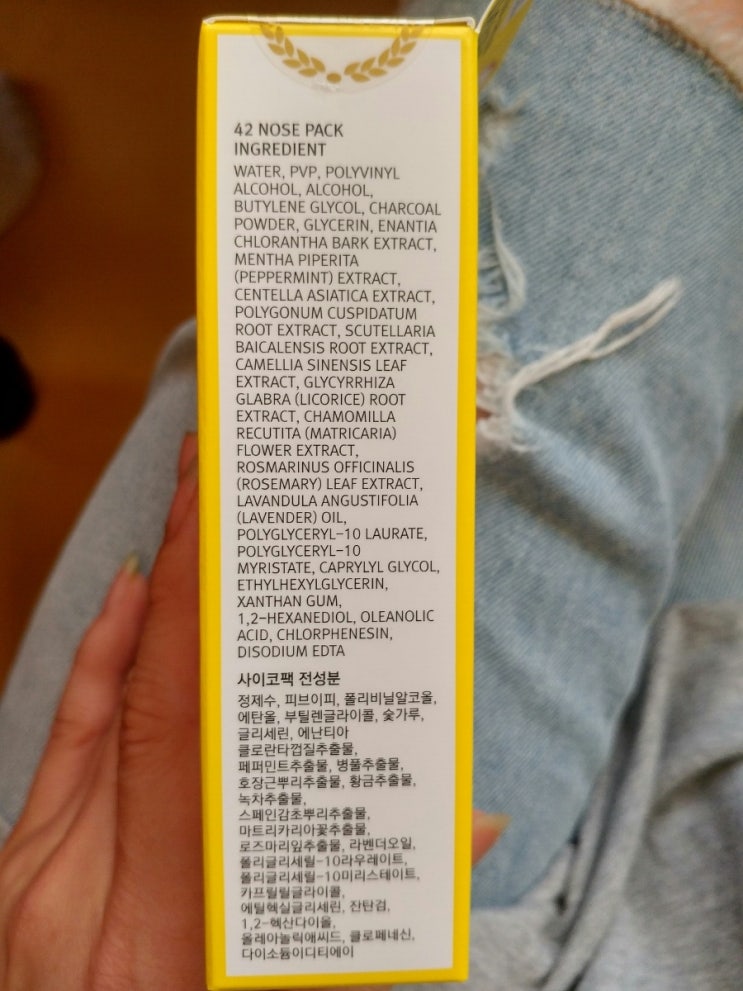 42 NOSE PACK
INGREDIENT
WATER, PVP, POLYVINYL
ALCOHOL, ALCOHOL,
BUTYLENE GLYCOL, CHARCOAL
POWDER, GLYCERIN, ENANTIA
CHLORANTHA BARK EXTRACT,
MENTHA PIPERITA
(PEPPERMINT) EXTRACT,
CENTELLA ASIATICA EXTRACT,
POLYGONUM CUSPIDATUM
ROOT EXTRACT, SCUTELLARIA
BAICALENSIS ROOT EXTRACT,
CAMELLIA SINENSIS LEAF
EXTRACT, GLYCYRRHIZA
GLABRA (LICORICE) ROOT
EXTRACT, CHAMOMILLA
RECUTITA (MATRICARIA)
FLOWER EXTRACT,
ROSMARINUS OFFICINALIS
(ROSEMARY) LEAF EXTRACT,
LAVANDULA ANGUSTIFOLIA
(LAVENDER) OIL,
POLYGLYCERYL-10 LAURATE,
POLYGLYCERYL-10
MYRISTATE, CAPRYLYL GLYCOL,
ETHYLHEXYLGLYCERIN,
XANTHAN GUM,
1,2-HEXANEDIOL, OLEANOLIC
ACID, CHLORPHENESIN,
DISODIUM EDTA
사이코팩 전성분
정제수, 피브이피, 폴리비닐알코올,
에탄올, 부틸렌글라이콜, 숯가루,
글리세린, 에난티아
클로란타껍질추출물,
페퍼민트추출물, 병풀추출물,
호장근뿌리추출물, 황금추출물,
녹차추출물,
스페인감초뿌리추출물,
마트리카리아꽃추출물,
로즈마리잎추출물, 라벤더오일,
폴리글리세릴-10라우레이트,
폴리글리세릴-10미리스테이트,
카프릴릴글라이콜,
에틸헥실글리세린, 잔탄검,
1,2-헥산다이올,
올레아놀릭애씨드, 클로페네신,
다이소듐이디티에이